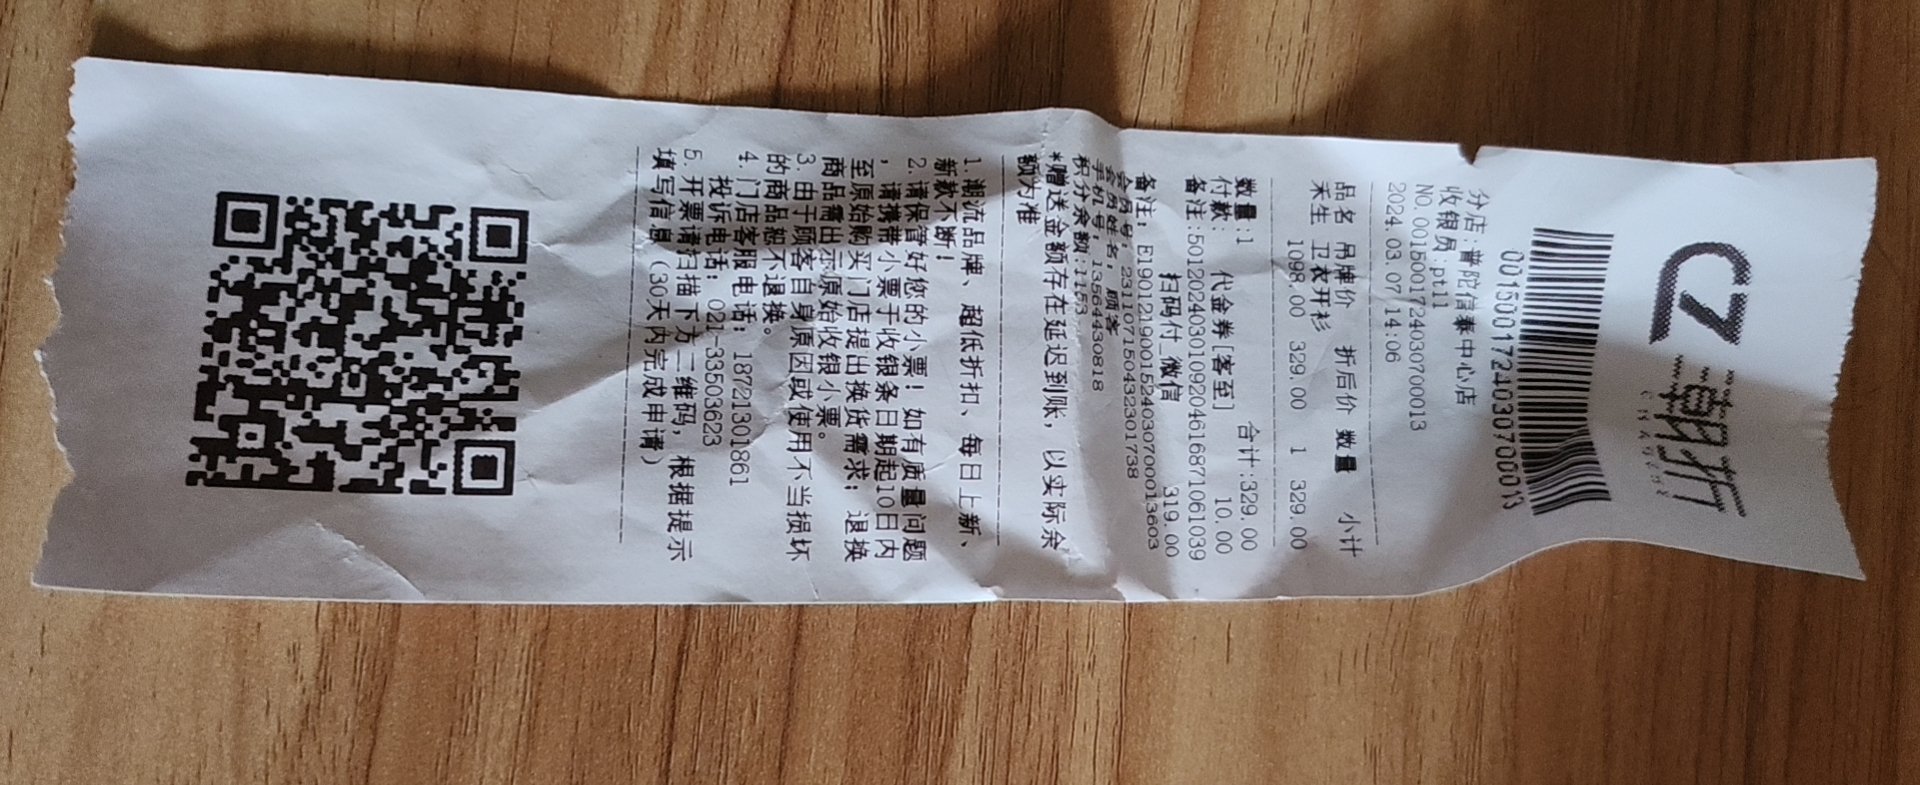 0015001724030700013
分店:普陀信泰中心店
收银员:pt11
NO.001500172403070001​3
2024.03.07 14:06
品名 吊牌价 折后价 数量 小计
禾生 卫衣开衫
1098.00 329.00 1 329.00
合计:329.00
数量:1
付款: 代金券[客至] 10.00
备注:5012024030109204616871061039
扫码付_微信 319.00
备注: E1901219001524030700013603
会员卡号: 2311071504323017​38
会员姓名: 顾客
手机号: 13564430818
积分余额:1153
*赠送金额存在延迟到账，以实际余
额为准
1.潮流品牌、超低折扣、每日上新、
新款不断!
2.请保管好您的小票! 如有质量问题
，请携带小票于收银条日期起10日内
至原始购买门店提出换货需求; 退换
商品需出示原始收银小票。
3.由于顾客自身原因或使用不当损坏
的商品恕不退换。
4.门店客服电话: 18721301861
投诉电话: 021-33503623
5.开票请扫描下方二维码，根据提示
填写信息（30天内完成申请）